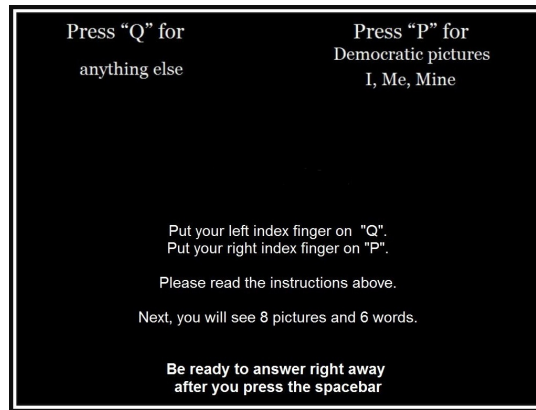 Press “Q” for
anything else
Press “P” for
Democratic pictures
I, Me, Mine
Put your left index finger on "Q".
Put your right index finger on "P".
Please read the instructions above.
Next, you will see 8 pictures and 6 words.
Be ready to answer right away
after you press the spacebar